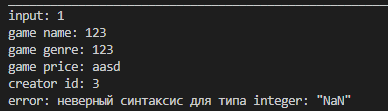 input: 1
game name: 123
game genre: 123
game price: aasd
creator id: 3
error: неверный синтаксис для типа integer: "NaN"